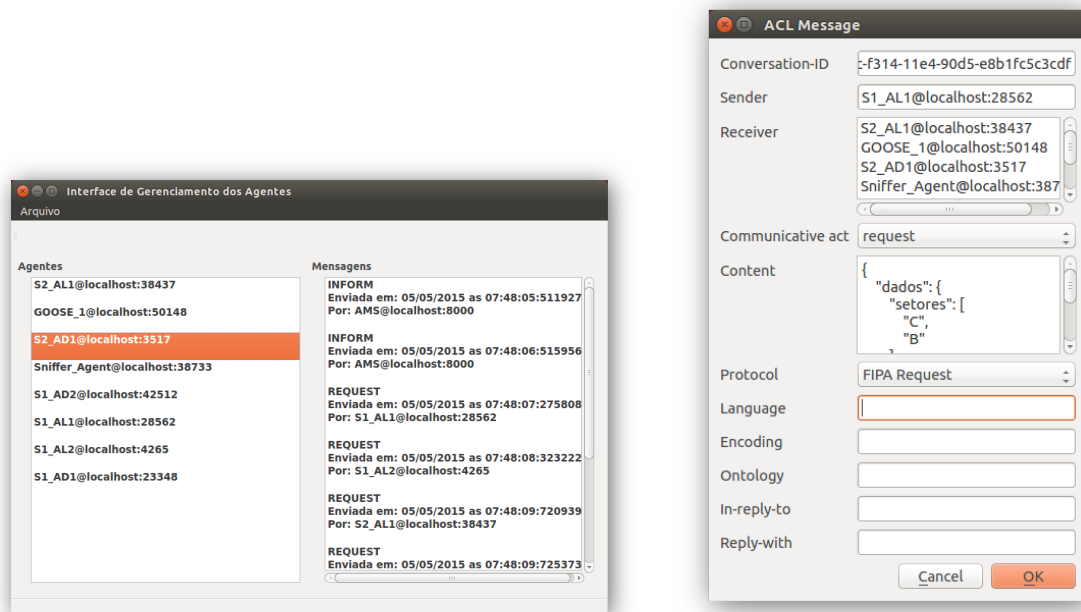 Interface de Gerenciamento dos Agentes
Arquivo
Agentes
S2_AL1@localhost:38437
GOOSE_1@localhost:50148
S2_AD1@localhost:3517
Sniffer_Agent@localhost:38733
S1_AD2@localhost:42512
S1_AL1@localhost:28562
S1_AL2@localhost:4265
S1_AD1@localhost:23348
Mensagens
INFORM
Enviada em: 05/05/2015 as 07:48:05:511927
Por: AMS@localhost:8000
INFORM
Enviada em: 05/05/2015 as 07:48:06:515956
Por: AMS@localhost:8000
REQUEST
Enviada em: 05/05/2015 as 07:48:07:275808
Por: S1_AL1@localhost:28562
REQUEST
Enviada em: 05/05/2015 as 07:48:08:323222
Por: S1_AL2@localhost:4265
REQUEST
Enviada em: 05/05/2015 as 07:48:09:720939
Por: S2_AL1@localhost:38437
REQUEST
Enviada em: 05/05/2015 as 07:48:09:725373
ACL Message
Conversation-ID
-f314-11e4-90d5-e8b1fc5c3cdf
Sender
S1_AL1@localhost:28562
Receiver
S2_AL1@localhost:38437
GOOSE_1@localhost:50148
S2_AD1@localhost:3517
Sniffer_Agent@localhost:387
Communicative act
request
Content
{
"dados": {
"setores": [
"C",
"B"
Protocol
FIPA Request
Language
Encoding
Ontology
In-reply-to
Reply-with
Cancel
OK